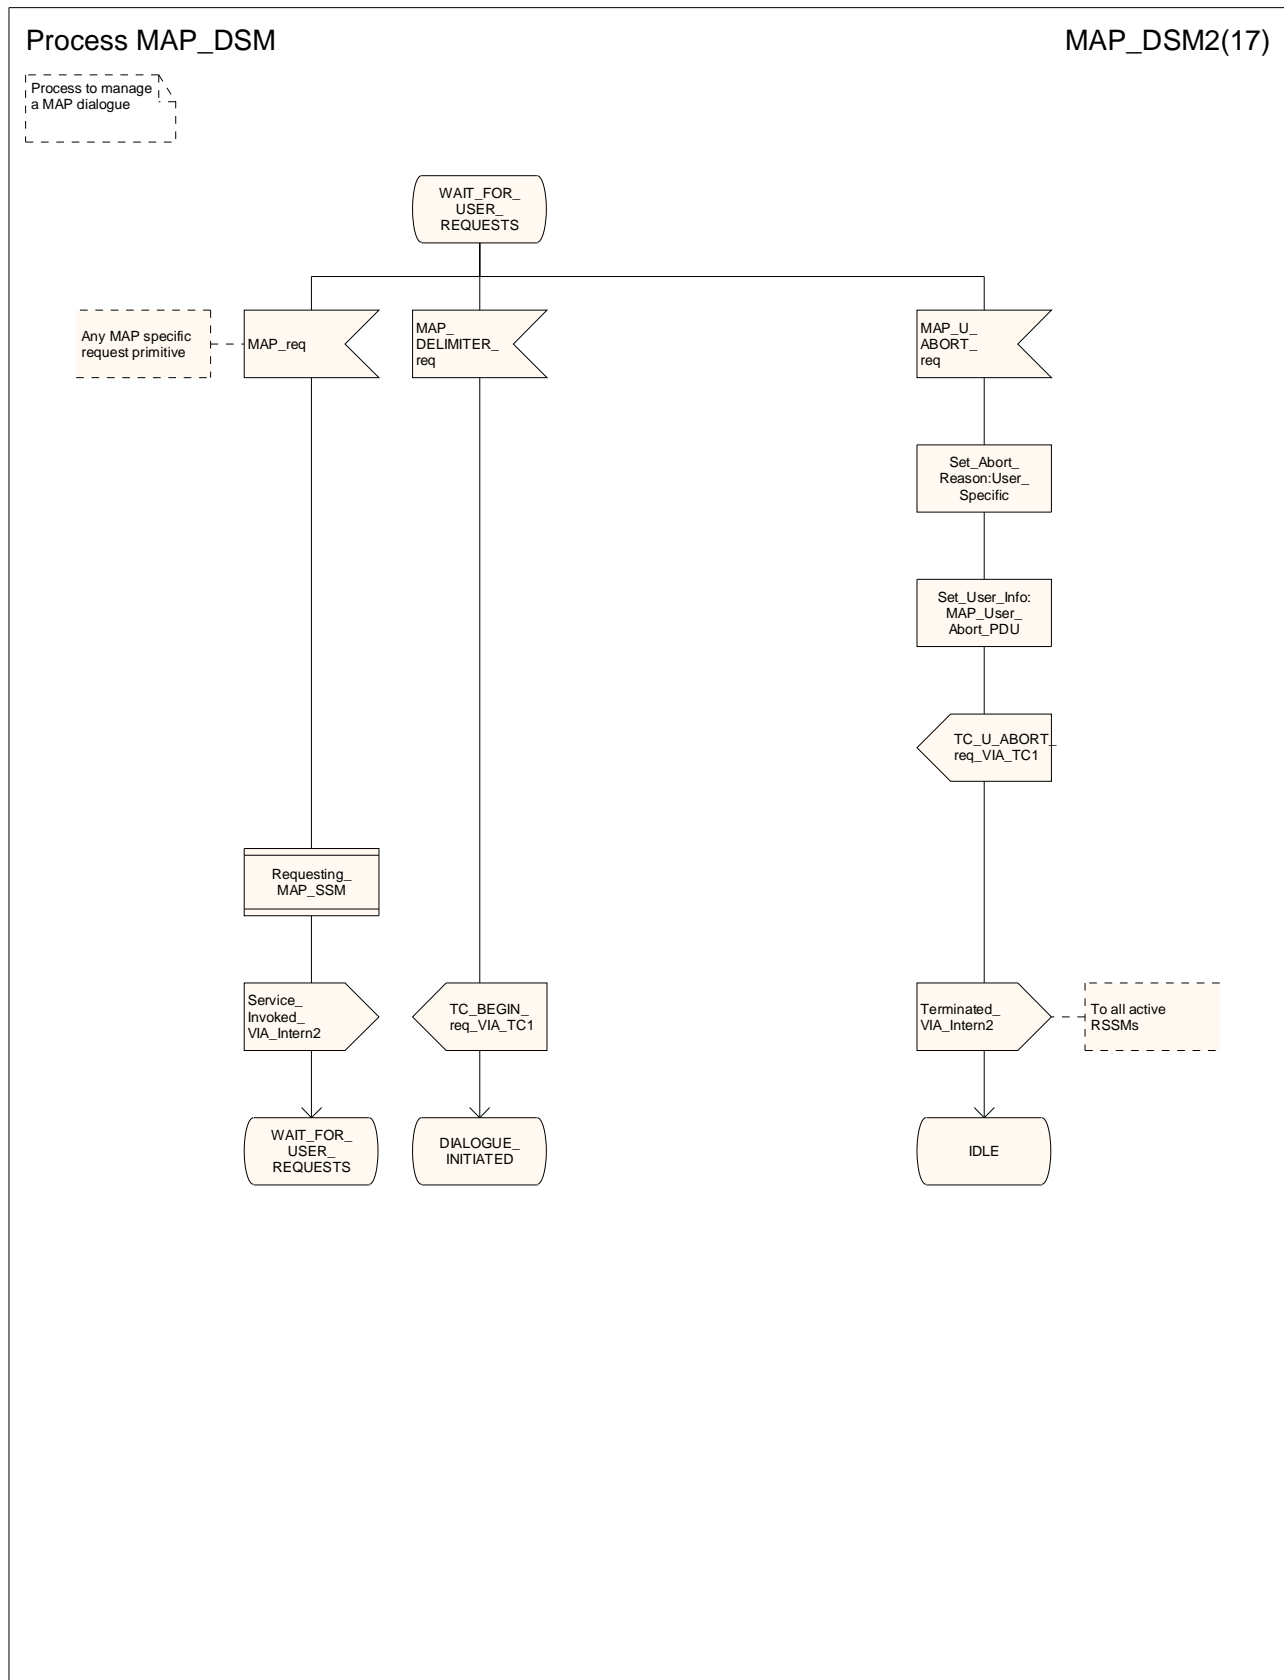 Process MAP_DSM
MAP_DSM2(17)
Process to manage
a MAP dialogue
WAIT_FOR_
USER_
REQUESTS
Any MAP specific
request primitive
MAP_req
MAP_
DELIMITER_
req
MAP_U_
ABORT_
req
Set_Abort_
Reason:User_
Specific
Set_User_Info:
MAP_User_
Abort_PDU
TC_U_ABORT_
req_VIA_TC1
Requesting_
MAP_SSM
Service_
Invoked_
VIA_Intern2
TC_BEGIN_
req_VIA_TC1
Terminated_
VIA_Intern2
To all active
RSSMs
WAIT_FOR_
USER_
REQUESTS
DIALOGUE_
INITIATED
IDLE